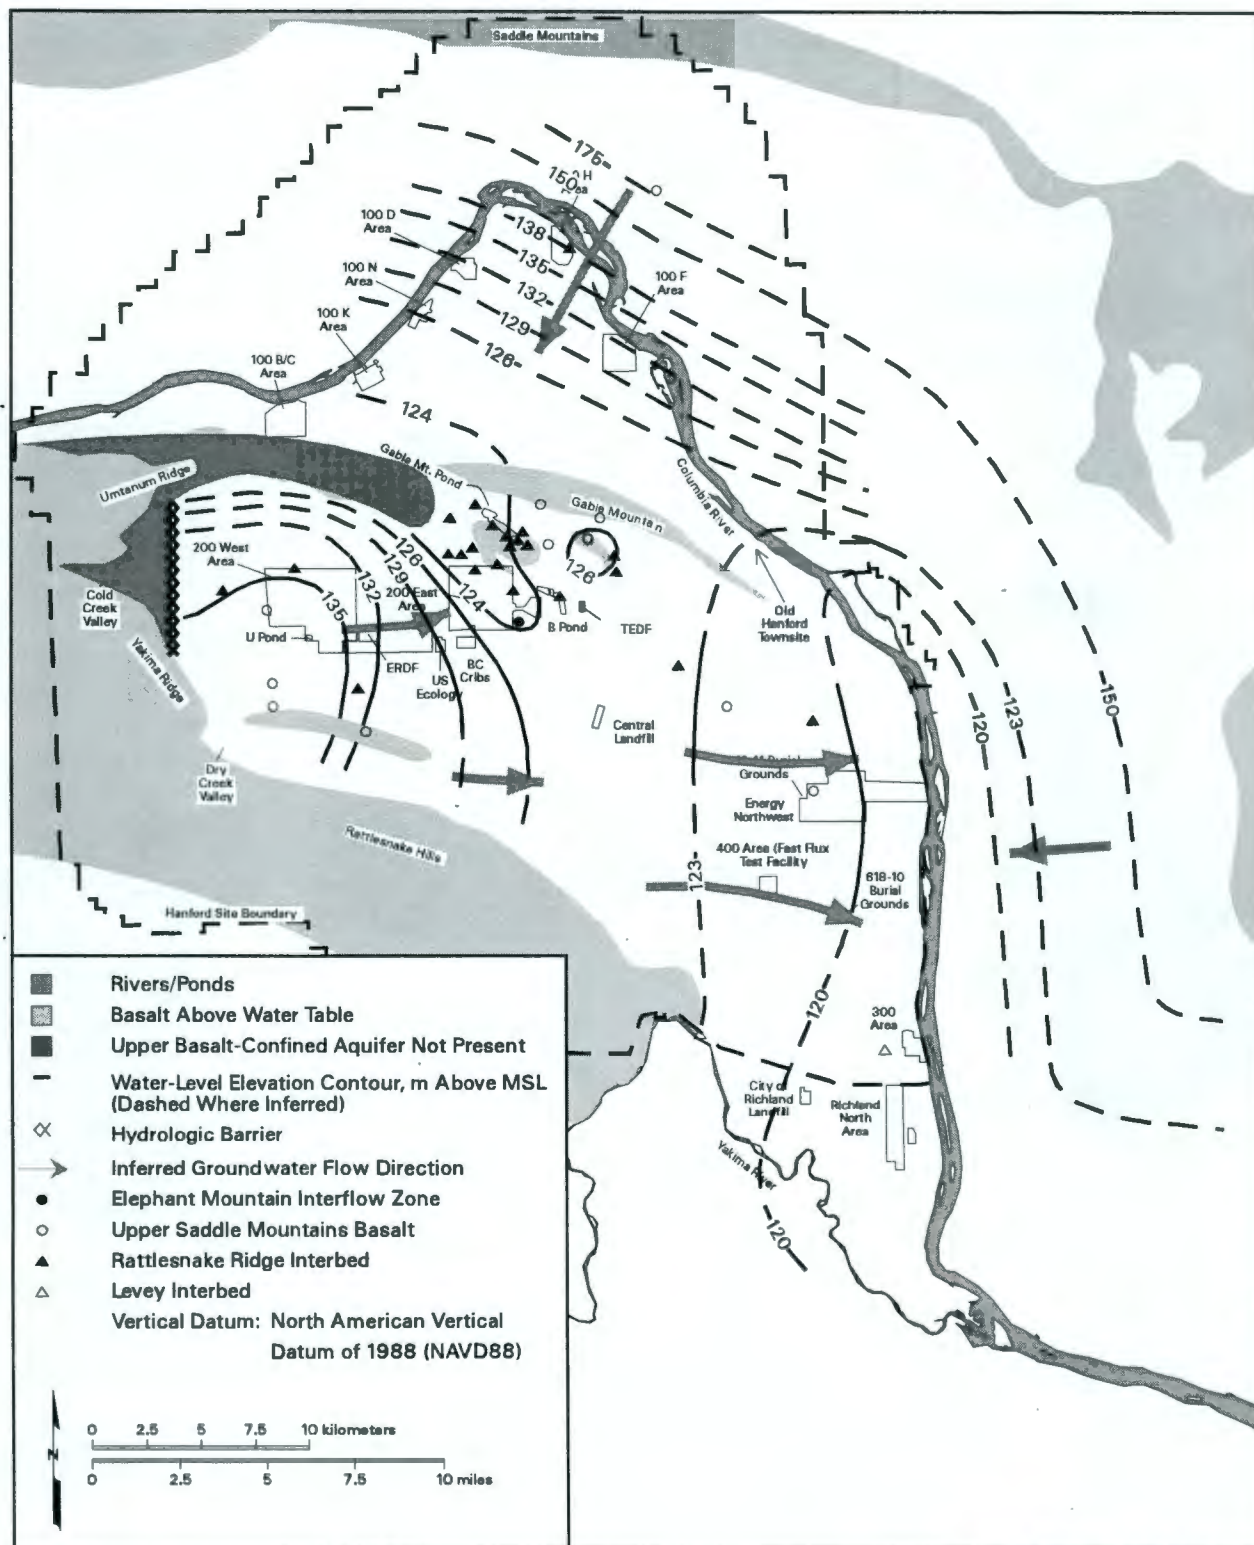 Saddle Mountains
175
150
H
138
135
132
129
126
100 D
Area
100 N
Area
100 K
Area
100 B/C
Area
100 F
Area
124
Gable Mt. Pond
Umtanum Ridge
Gable Mountain
Columbia River
200 West
Area
126
129
132
135
124
200 East
Area
126
Cold
Creek
Valley
U Pond
ERDF
US
Ecology
BC
Cribs
B Pond
TEDF
Old
Hanford
Townsite
Yakima Ridge
Central
Landfill
Dry
Creek
Valley
Burial
Grounds
Energy
Northwest
Rattlesnake Hills
400 Area (Fast Flux
Test Facility
123
618-10
Burial
Grounds
120
123
150
Hanford Site Boundary
120
300
Area
City of
Richland
Landfill
Richland
North
Area
Yakima River
120
Rivers/Ponds
Basalt Above Water Table
Upper Basalt-Confined Aquifer Not Present
Water-Level Elevation Contour, m Above MSL
(Dashed Where Inferred)
Hydrologic Barrier
Inferred Groundwater Flow Direction
Elephant Mountain Interflow Zone
Upper Saddle Mountains Basalt
Rattlesnake Ridge Interbed
Levey Interbed
Vertical Datum: North American Vertical
Datum of 1988 (NAVD88)
0 2.5 5 7.5 10 kilometers
N
0 2.5 5 7.5 10 miles